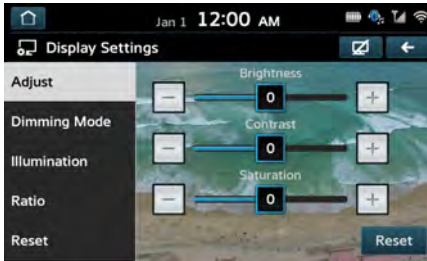 Jan 1 12:00 AM
Display Settings
Adjust
Brightness
0
Dimming Mode
Contrast
0
Illumination
Saturation
Ratio
0
Reset
Reset